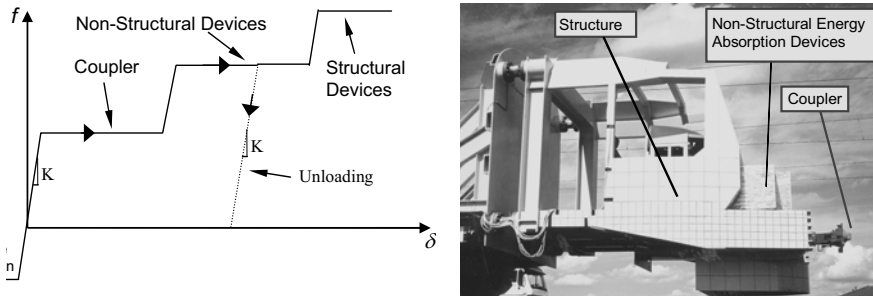 f
Non-Structural Devices
Coupler
Structural
Devices
K
K
Unloading
δ
n
Structure
Non-Structural Energy
Absorption Devices
Coupler